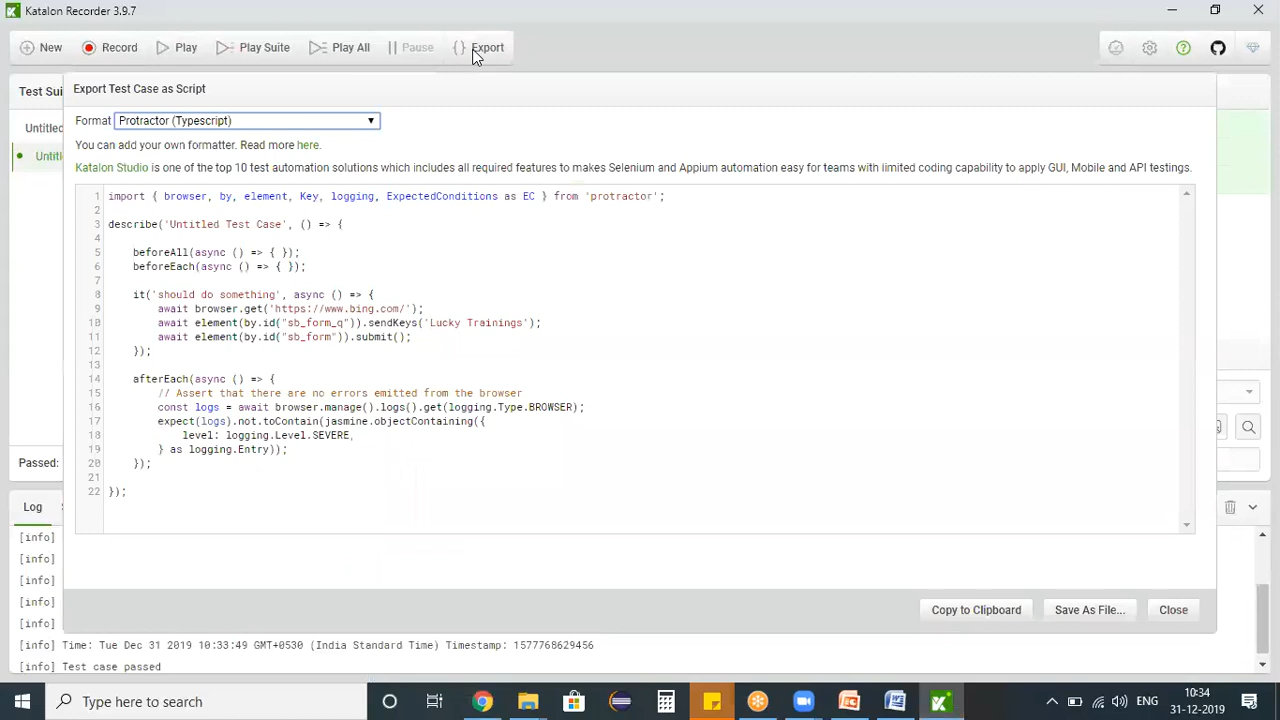 Katalon Recorder 3.9.7
New Record Play Play Suite Play All Pause Export
Test Sui
Export Test Case as Script
Format Protractor (Typescript)
Untitle
You can add your own formatter. Read more here.
Untitl
Katalon Studio is one of the top 10 test automation solutions which includes all required features to makes Selenium and Appium automation easy for teams with limited coding capability to apply GUI, Mobile and API testings.
1 import { browser, by, element, Key, logging, ExpectedConditions as EC } from 'protractor';
2
3 describe('Untitled Test Case', () => {
4
5 beforeAll(async () => { });
6 beforeEach(async () => { });
7
8 it('should do something', async () => {
9 await browser.get('https://www.bing.com/');
10 await element(by.id("sb_form_q")).sendKeys('Lucky Trainings');
11 await element(by.id("sb_form")).submit();
12 });
13
14 afterEach(async () => {
15 // Assert that there are no errors emitted from the browser
16 const logs = await browser.manage().logs().get(logging.Type.BROWSER);
17 expect(logs).not.toContain(jasmine.objectContaining({
18 level: logging.Level.SEVERE,
19 } as logging.Entry));
20 });
21
22 });
Passed:
Log
[info]
[info]
[info]
[info]
[info]
Copy to Clipboard Save As File... Close
[info] Time: Tue Dec 31 2019 10:33:49 GMT+0530 (India Standard Time) Timestamp: 1577768629456
[info] Test case passed
Type here to search
ENG
10:34
31-12-2019